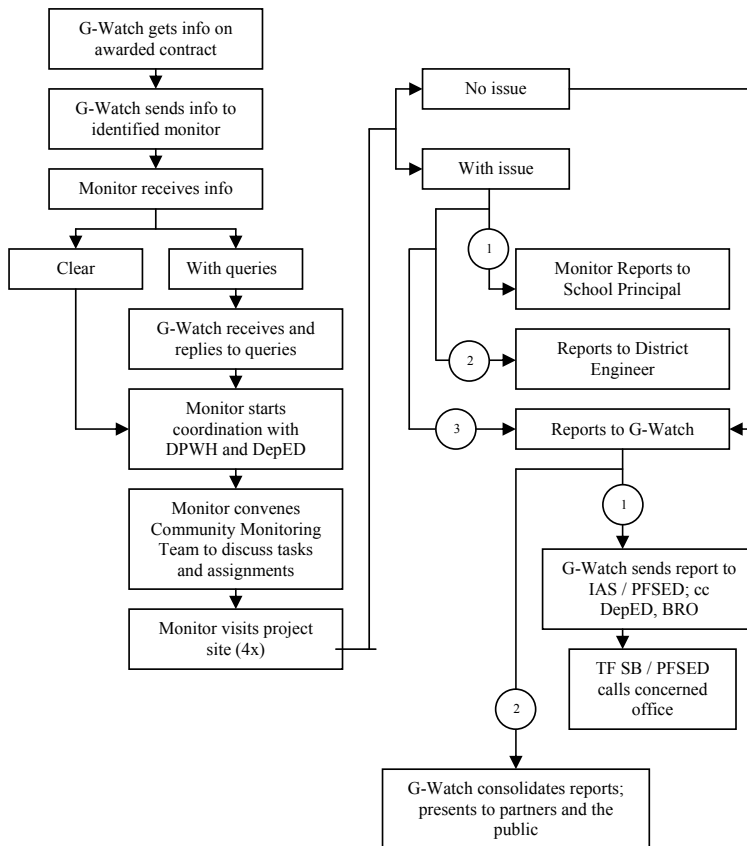 G-Watch gets info on
awarded contract
G-Watch sends info to
identified monitor
Monitor receives info
Clear
With queries
G-Watch receives and
replies to queries
Monitor starts
coordination with
DPWH and DepED
Monitor convenes
Community Monitoring
Team to discuss tasks
and assignments
Monitor visits project
site (4x)
No issue
With issue
1
Monitor Reports to
School Principal
2
Reports to District
Engineer
3
Reports to G-Watch
1
G-Watch sends report to
IAS / PFSED; cc
DepED, BRO
TF SB / PFSED
calls concerned
office
2
G-Watch consolidates reports;
presents to partners and the
public